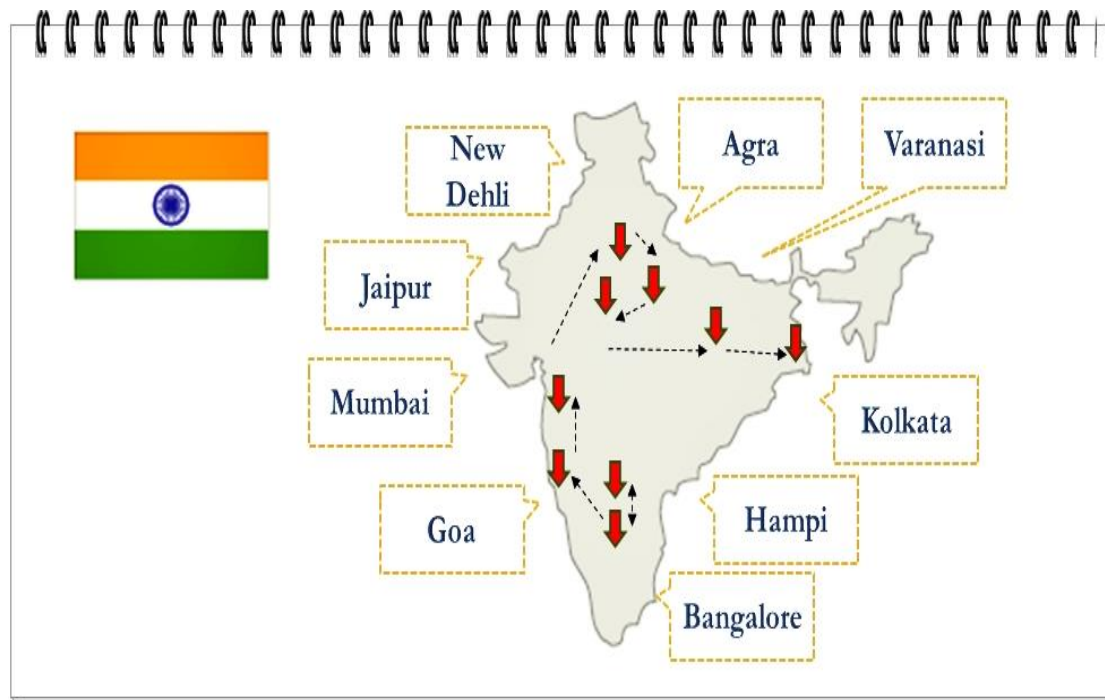 New
Dehli
Agra
Varanasi
Jaipur
Mumbai
Kolkata
Goa
Hampi
Bangalore